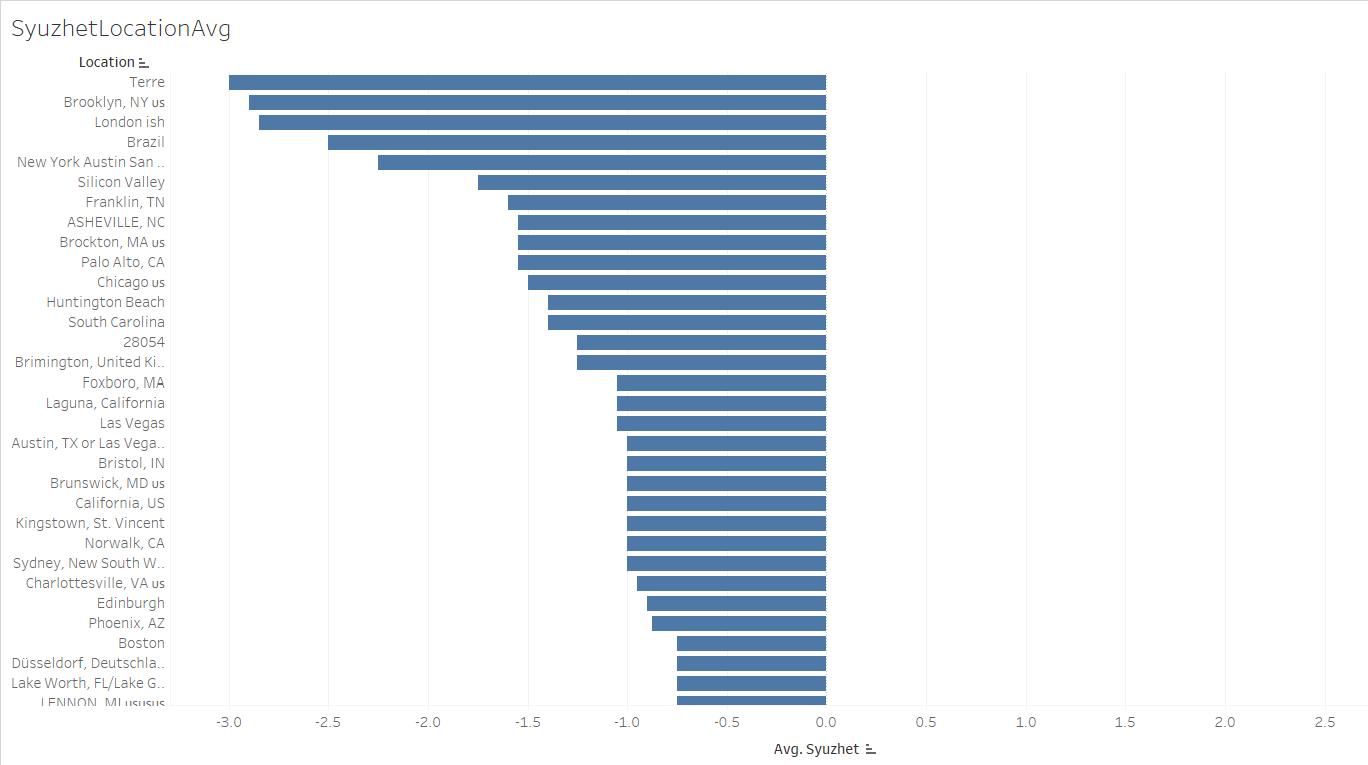 SyuzhetLocationAvg
Location
Terre
Brooklyn, NY us
London ish
Brazil
New York Austin San ..
Silicon Valley
Franklin, TN
ASHEVILLE, NC
Brockton, MA us
Palo Alto, CA
Chicago us
Huntington Beach
South Carolina
28054
Brimington, United Ki..
Foxboro, MA
Laguna, California
Las Vegas
Austin, TX or Las Vega..
Bristol, IN
Brunswick, MD us
California, US
Kingstown, St. Vincent
Norwalk, CA
Sydney, New South W..
Charlottesville, VA us
Edinburgh
Phoenix, AZ
Boston
Düsseldorf, Deutschla..
Lake Worth, FL/Lake G..
LENNON, MI ususus
-3.0 -2.5 -2.0 -1.5 -1.0 -0.5 0.0 0.5 1.0 1.5 2.0 2.5
Avg. Syuzhet